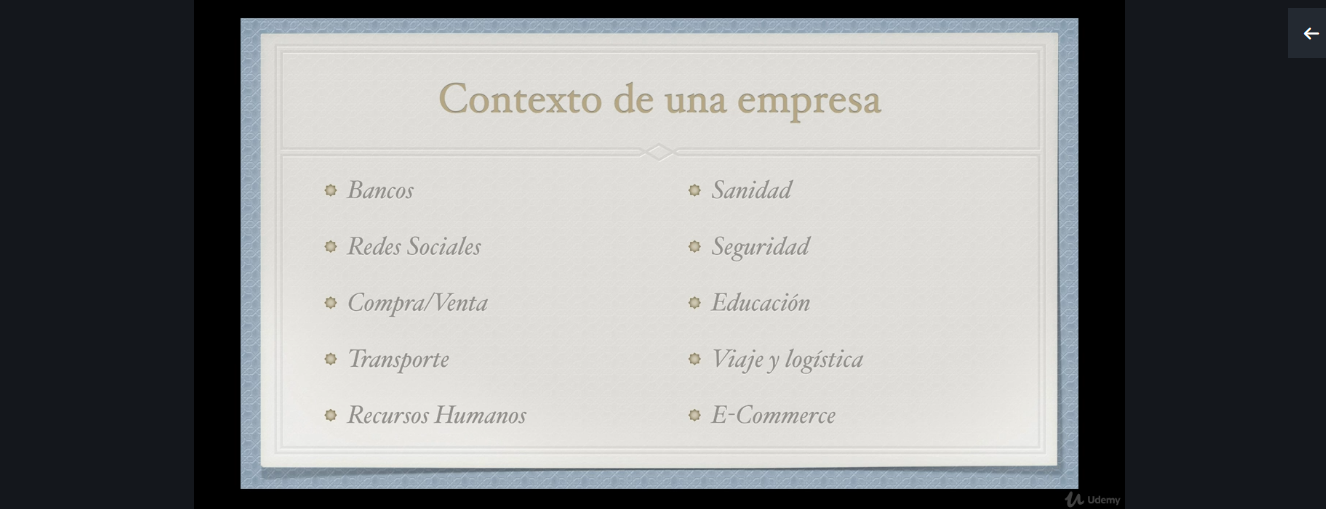 Contexto de una empresa
Bancos
Redes Sociales
Compra/Venta
Transporte
Recursos Humanos
Sanidad
Seguridad
Educación
Viaje y logística
E-Commerce
Udemy